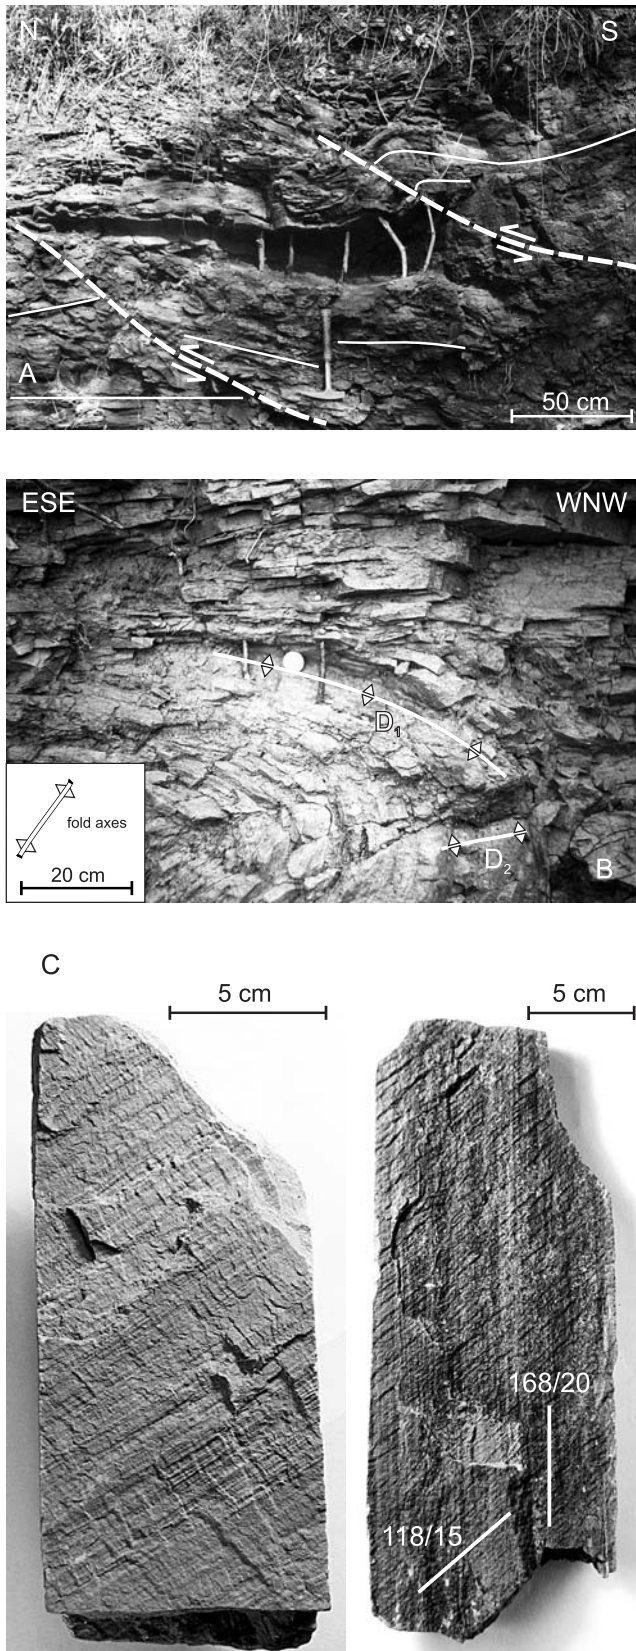 N S
A
50 cm
ESE WNW
D1
fold axes
20 cm
D2
B
C
5 cm 5 cm
168/20
118/15